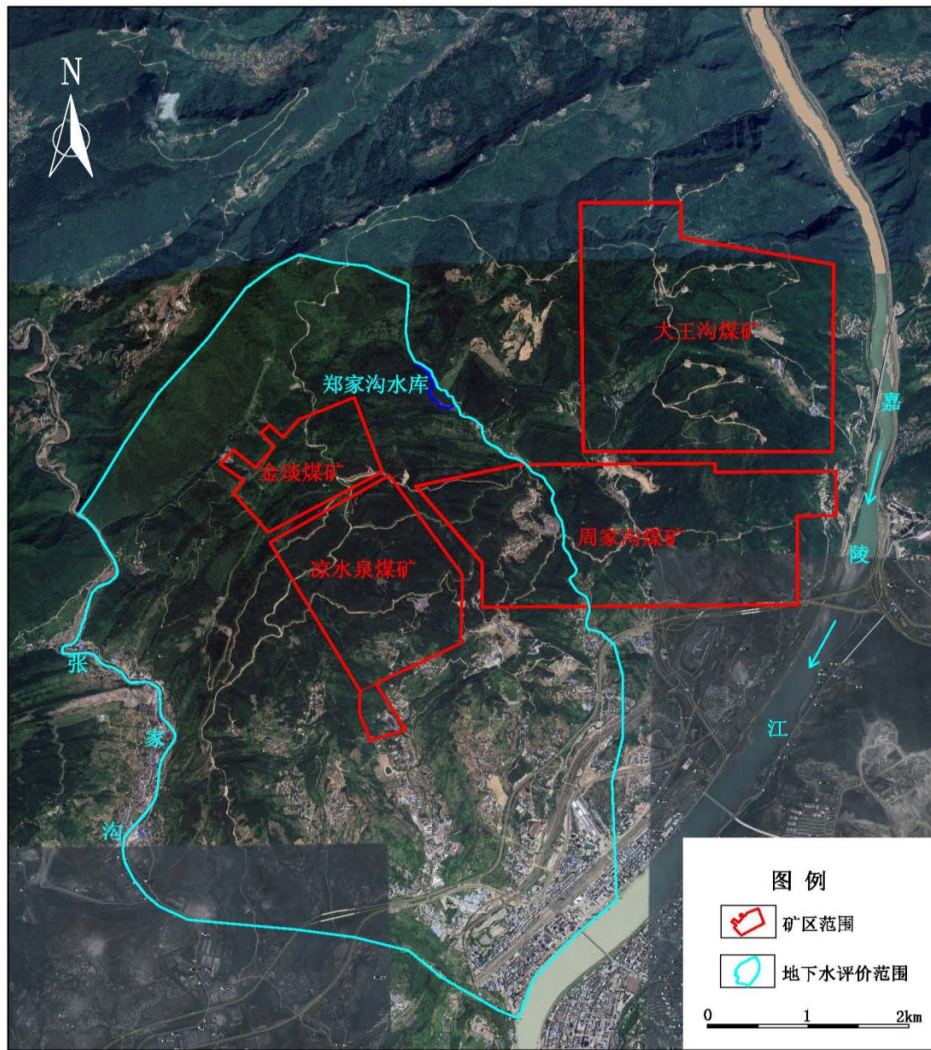 N
大王沟煤矿
郑家沟水库
嘉
金琰煤矿
周家沟煤矿
陵
凉水泉煤矿
张
家
江
沟
图 例
矿区范围
地下水评价范围
0 1 2km